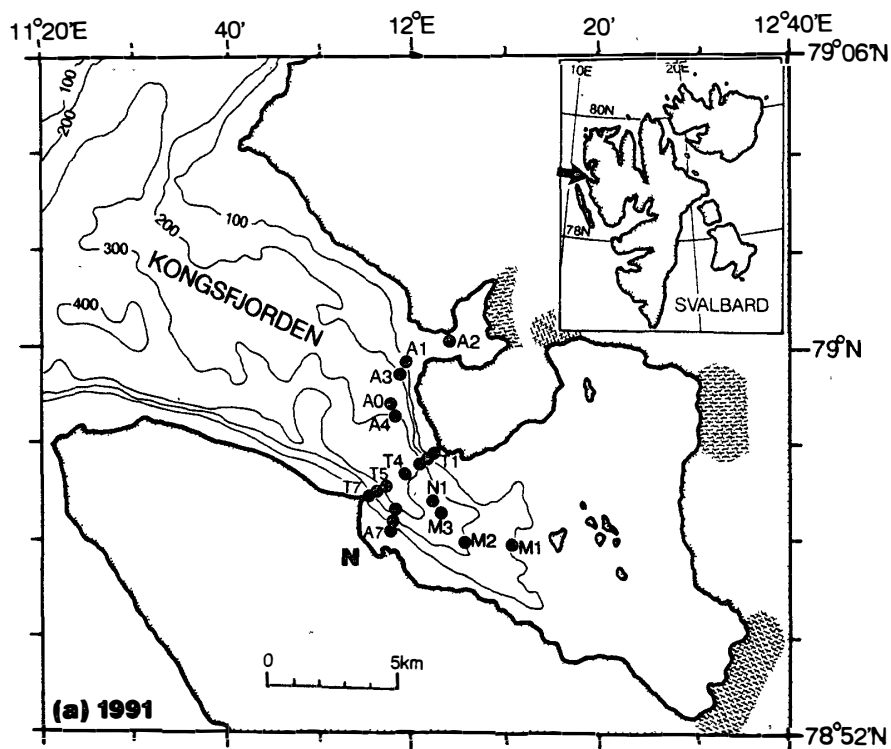 11°20'E
40'
12°E
20'
12°40'E
79°06'N
100
200
10E
20E
80N
78N
SVALBARD
200
100
300
KONGSFJORDEN
400
A2
A1
79°N
A3
A0
A4
T1
T4
T5
T7
N1
M3
A7
M2
M1
N
0
5km
(a) 1991
78°52'N